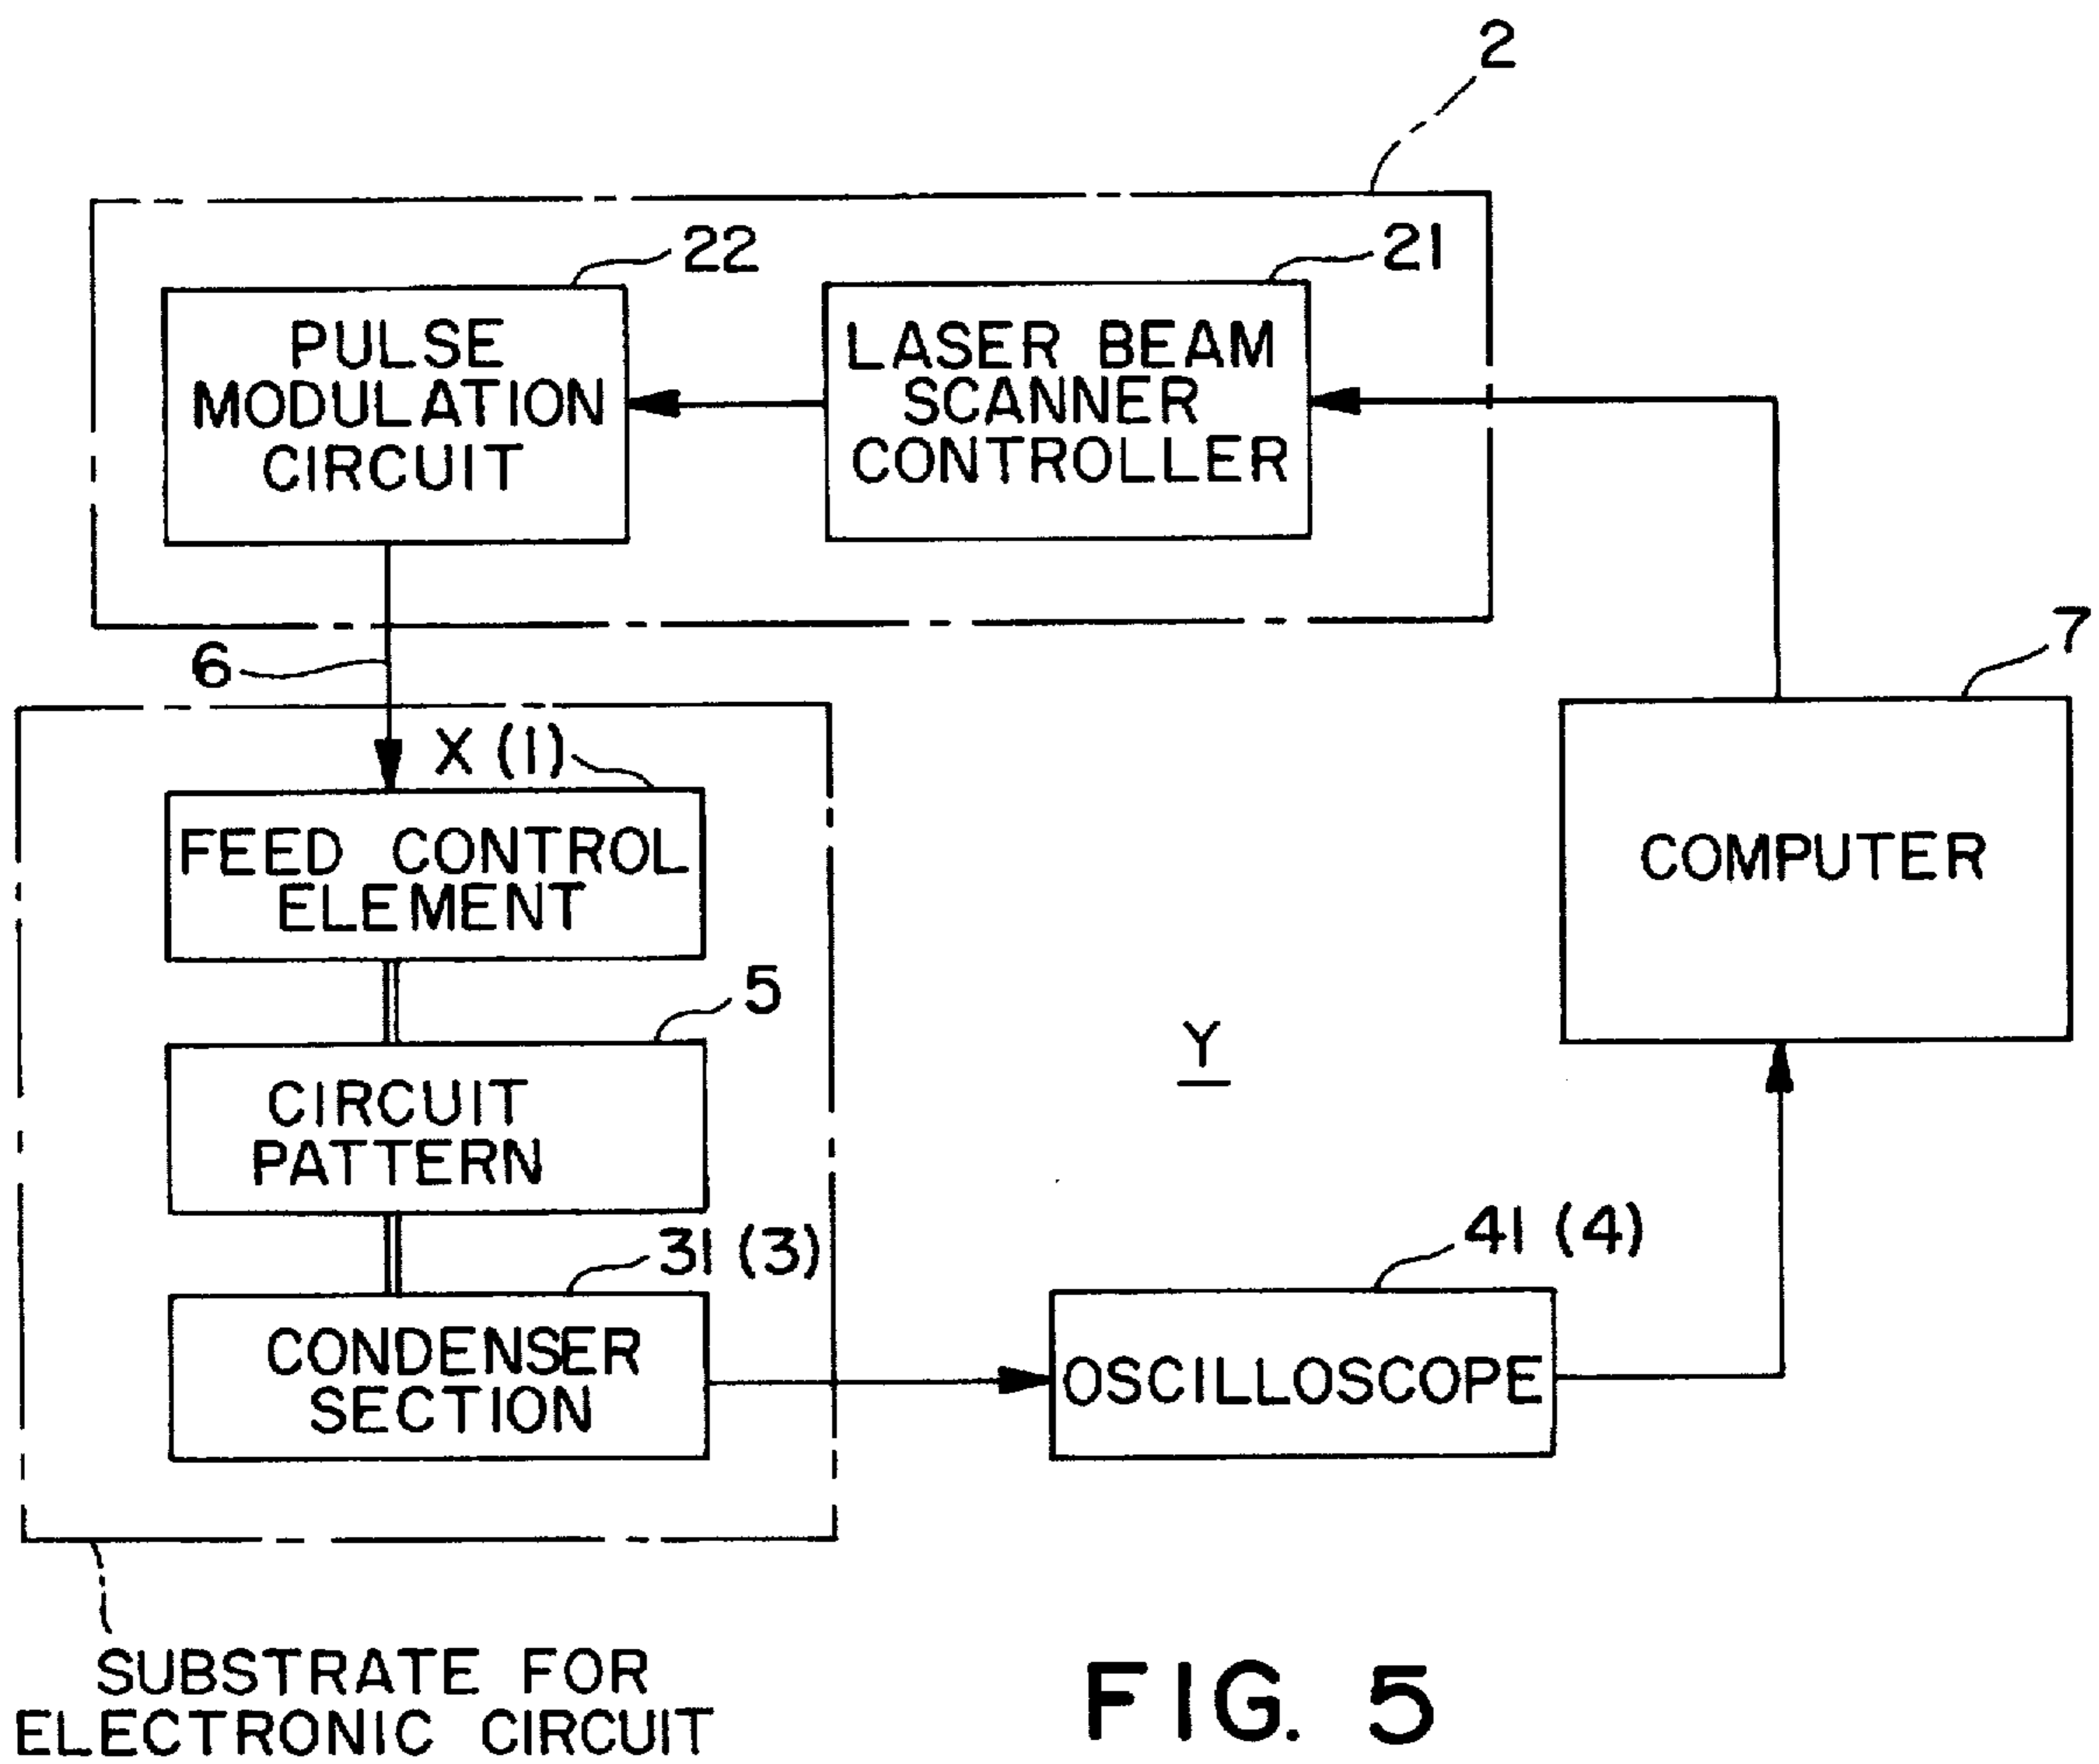 2
22
21
PULSE
MODULATION
CIRCUIT
LASER BEAM
SCANNER
CONTROLLER
6
7
X (1)
FEED CONTROL
ELEMENT
COMPUTER
5
CIRCUIT
PATTERN
Y
31 (3)
41 (4)
CONDENSER
SECTION
OSCILLOSCOPE
SUBSTRATE FOR
ELECTRONIC CIRCUIT
FIG. 5